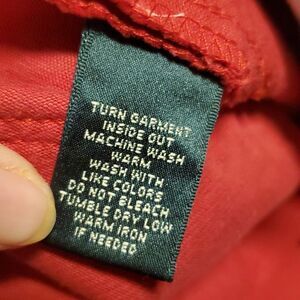 TURN GARMENT
INSIDE OUT
MACHINE WASH
WARM
WASH WITH
LIKE COLORS
DO NOT BLEACH
TUMBLE DRY LOW
WARM IRON
IF NEEDED